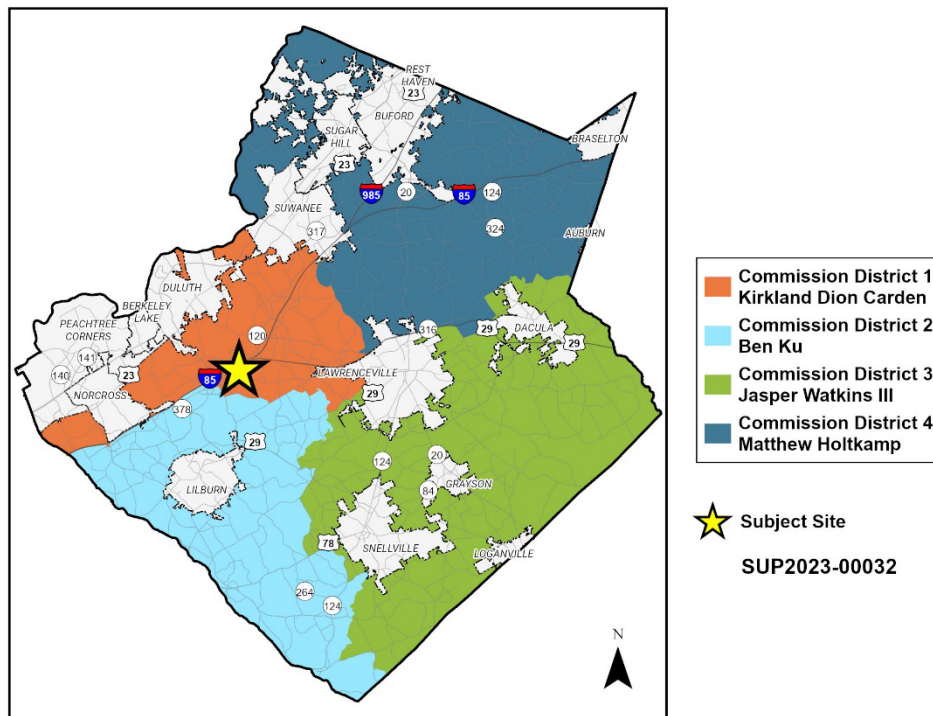 REST
HAVEN
23
BUFORD
SUGAR
HILL
23
BRASELTON
SUWANEE
985
20
85
124
317
324
AUBURN
DULUTH
BERKELEY
LAKE
PEACHTREE
CORNERS
141
140
23
NORCROSS
120
85
316
29
DACULA
29
LAWRENCEVILLE
29
378
29
LILBURN
124
20
GRAYSON
84
78
SNELLVILLE
LOGANVILLE
264
124
N
Commission District 1
Kirkland Dion Carden
Commission District 2
Ben Ku
Commission District 3
Jasper Watkins III
Commission District 4
Matthew Holtkamp
Subject Site
SUP2023-00032